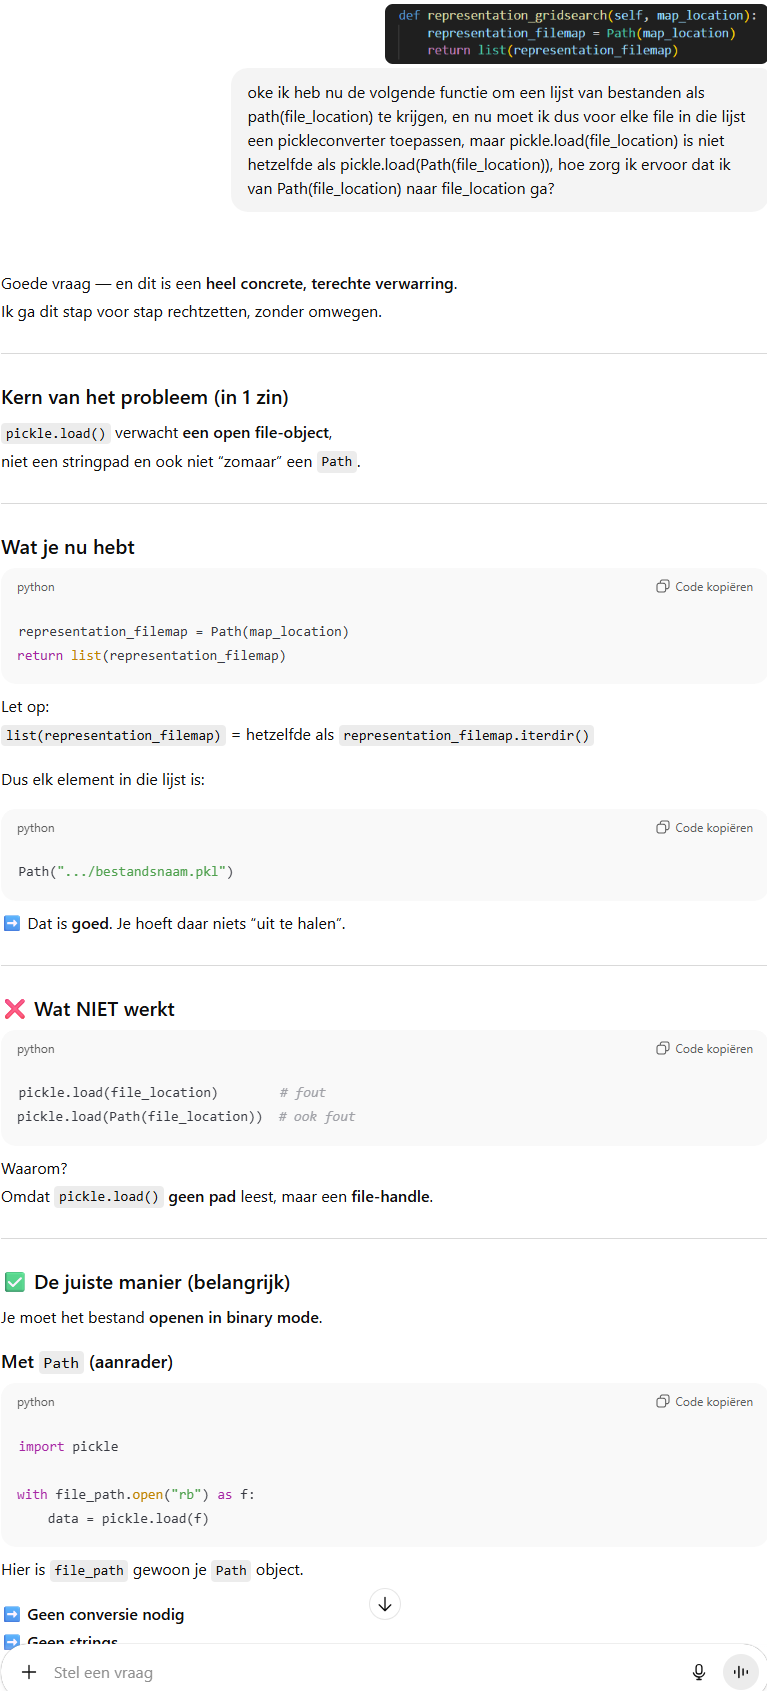 def representation_gridsearch(self, map_location):
representation_filemap = Path(map_location)
return list(representation_filemap)
oke ik heb nu de volgende functie om een lijst van bestanden als
path(file_location) te krijgen, en nu moet ik dus voor elke file in die lijst
een pickleconverter toepassen, maar pickle.load(file_location) is niet
hetzelfde als pickle.load(Path(file_location)), hoe zorg ik ervoor dat ik
van Path(file_location) naar file_location ga?
Goede vraag — en dit is een heel concrete, terechte verwarring.
Ik ga dit stap voor stap rechtzetten, zonder omwegen.
Kern van het probleem (in 1 zin)
pickle.load() verwacht een open file-object,
niet een stringpad en ook niet “zomaar” een Path.
Wat je nu hebt
python Code kopiëren
representation_filemap = Path(map_location)
return list(representation_filemap)
Let op:
list(representation_filemap) = hetzelfde als representation_filemap.iterdir()
Dus elk element in die lijst is:
python Code kopiëren
Path(".../bestandsnaam.pkl")
➡️ Dat is goed. Je hoeft daar niets “uit te halen”.
❌ Wat NIET werkt
python Code kopiëren
pickle.load(file_location) # fout
pickle.load(Path(file_location)) # ook fout
Waarom?
Omdat pickle.load() geen pad leest, maar een file-handle.
✅ De juiste manier (belangrijk)
Je moet het bestand openen in binary mode.
Met Path (aanrader)
python Code kopiëren
import pickle
with file_path.open("rb") as f:
data = pickle.load(f)
Hier is file_path gewoon je Path object.
➡️ Geen conversie nodig
➡️ Geen strings
Stel een vraag